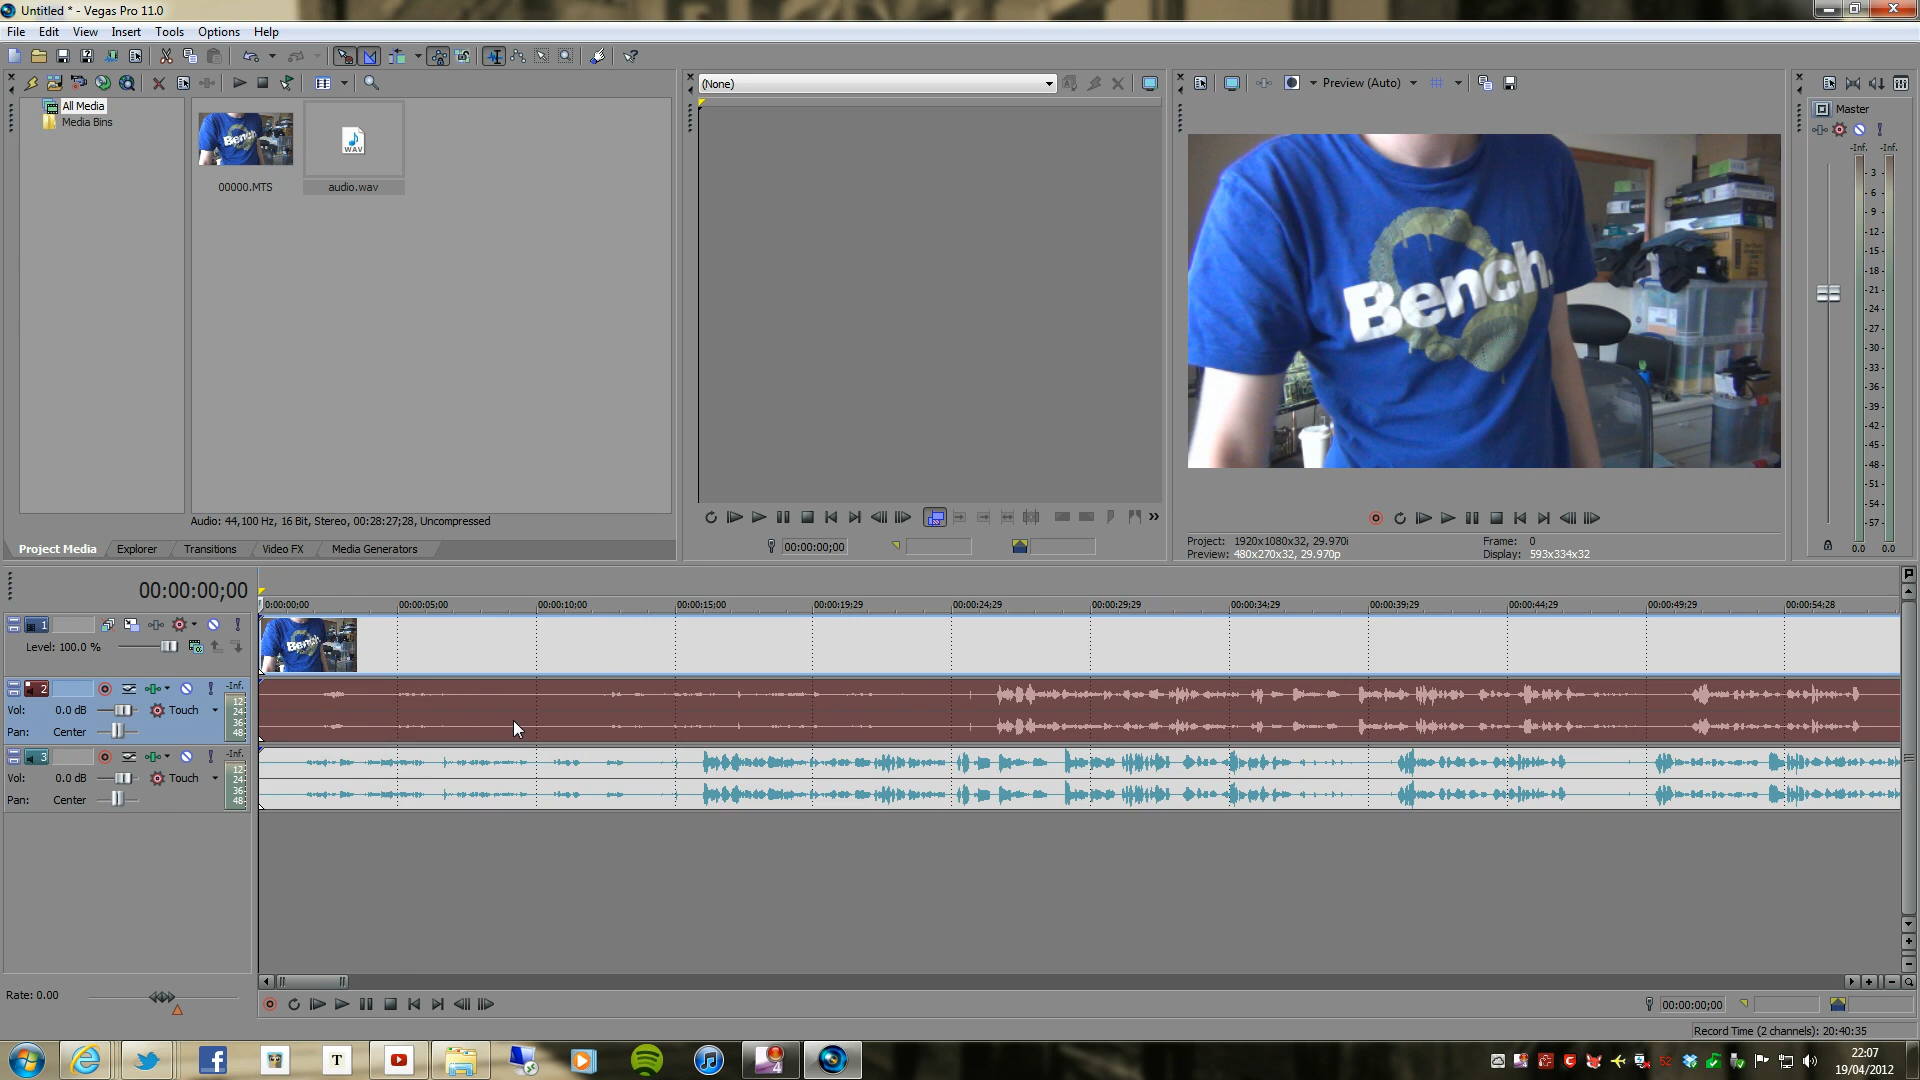 Untitled * - Vegas Pro 11.0
File Edit View Insert Tools Options Help
All Media
Media Bins
00000.MTS
WAV
audio.wav
Audio: 44,100 Hz, 16 Bit, Stereo, 00:28:27;28, Uncompressed
Project Media Explorer Transitions Video FX Media Generators
(None)
00:00:00;00
Preview (Auto)
Bench.
Project: 1920x1080x32, 29.970i
Preview: 480x270x32, 29.970p
Frame: 0
Display: 593x334x32
Master
-Inf. -Inf.
- 3 -
- 6 -
- 9 -
-12-
-15-
-18-
-21-
-24-
-27-
-30-
-33-
-36-
-39-
-42-
-45-
-48-
-51-
-54-
-57-
0.0 0.0
00:00:00;00
0:00:00;00 00:00:05;00 00:00:10;00 00:00:15;00 00:00:19;29 00:00:24;29 00:00:29;29 00:00:34;29 00:00:39;29 00:00:44;29 00:00:49;29 00:00:54;28
1
Level: 100.0 %
Bench
2
-Inf.
Vol: 0.0 dB Touch
Pan: Center
12
24
36
48
3
-Inf.
Vol: 0.0 dB Touch
Pan: Center
12
24
36
48
Rate: 0.00
00:00:00;00
Record Time (2 channels): 20:40:35
T
4
52
22:07
19/04/2012